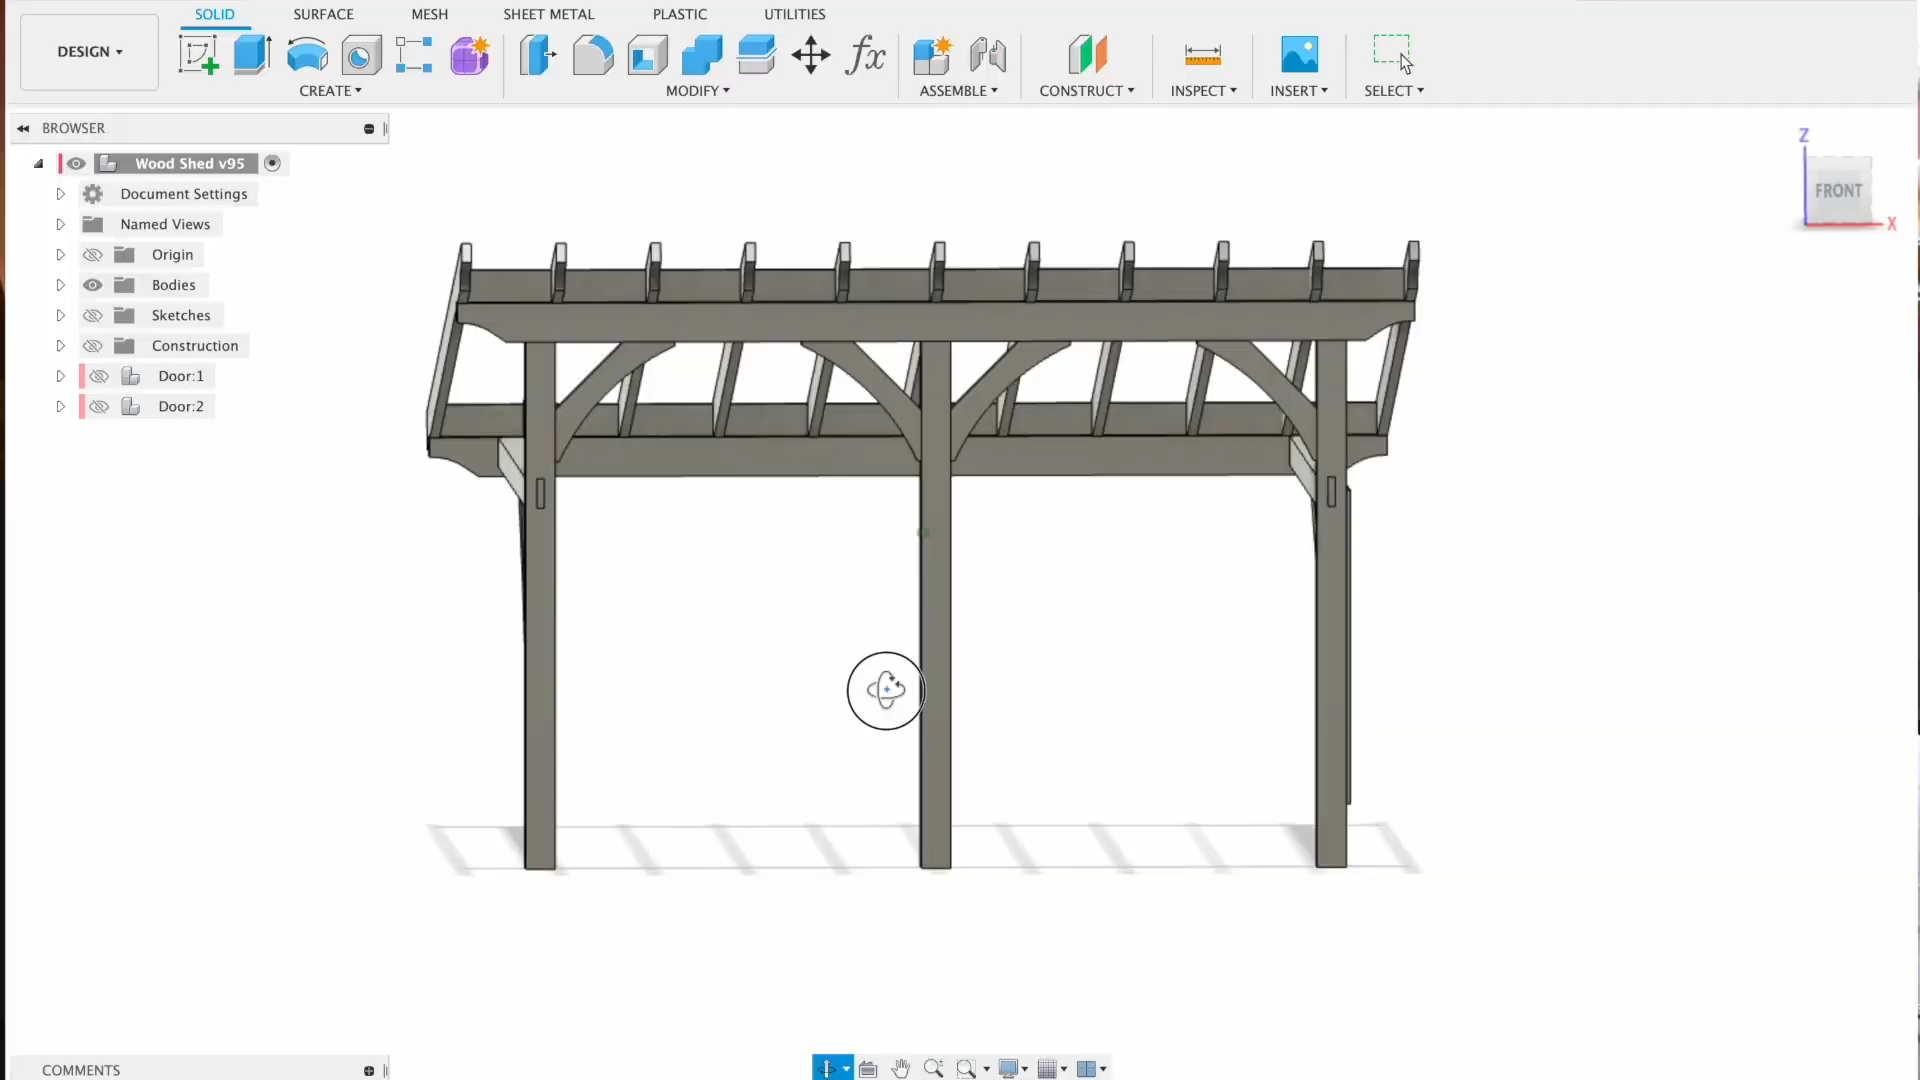 SOLID SURFACE MESH SHEET METAL PLASTIC UTILITIES
DESIGN
fx
CREATE MODIFY ASSEMBLE CONSTRUCT INSPECT INSERT SELECT
BROWSER
Wood Shed v95
Document Settings
Named Views
Origin
Bodies
Sketches
Construction
Door:1
Door:2
Z
FRONT
X
COMMENTS